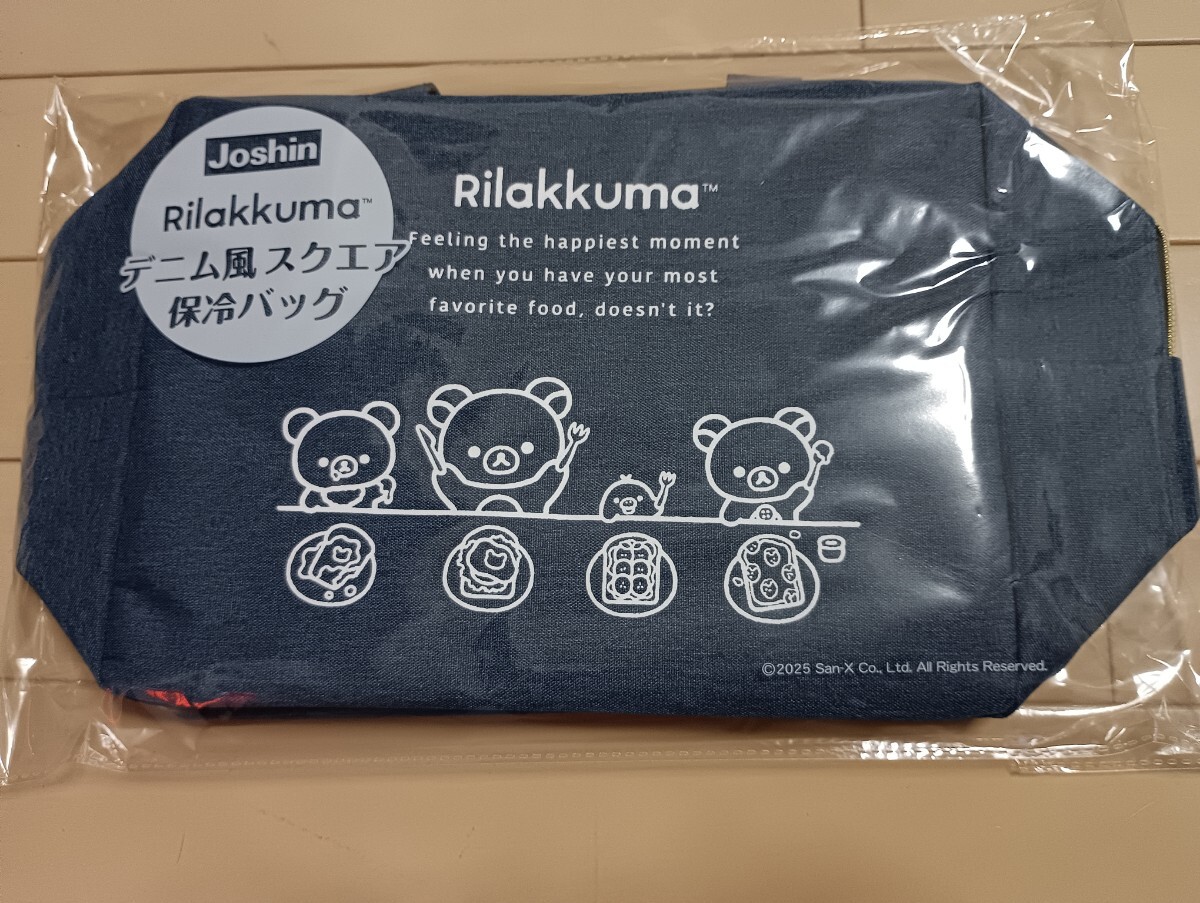 Joshin
Rilakkuma™
デニム風スクエア
保冷バッグ
Rilakkuma™
Feeling the happiest moment
when you have your most
favorite food, doesn't it?
©2025 San-X Co., Ltd. All Rights Reserved.